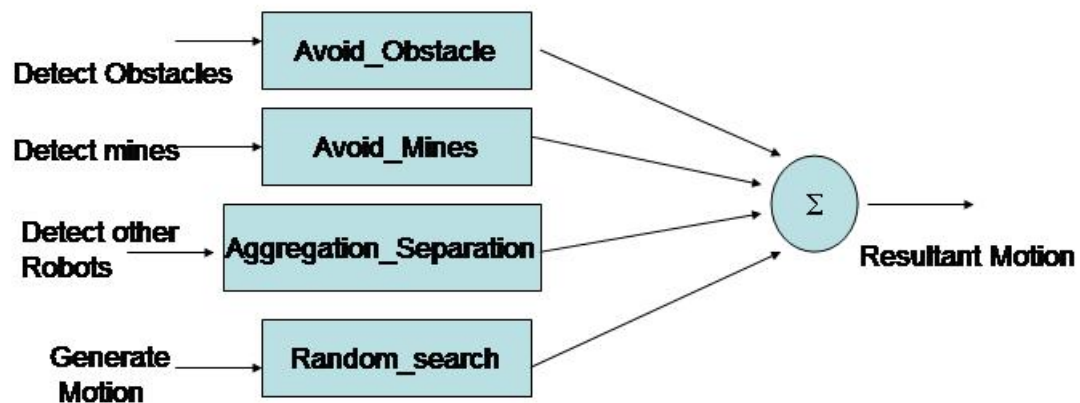 Detect Obstacles
Avoid_Obstacle
Detect mines
Avoid_Mines
Detect other
Robots
Aggregation_Separation
Generate
Motion
Random_search
Σ
Resultant Motion